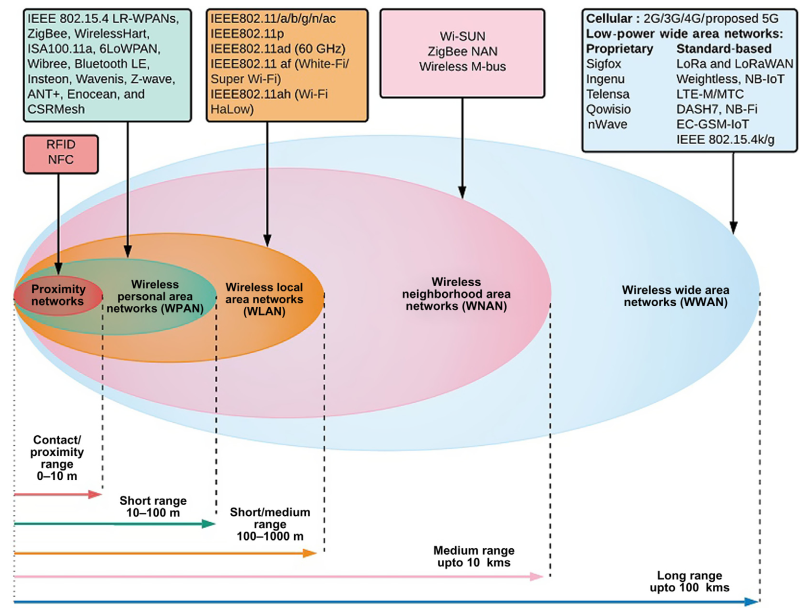 IEEE 802.15.4 LR-WPANs,
ZigBee, WirelessHart,
ISA100.11a, 6LoWPAN,
Wibree, Bluetooth LE,
Insteon, Wavenis, Z-wave,
ANT+, Enocean, and
CSRMesh
IEEE802.11/a/b/g/n/ac
IEEE802.11p
IEEE802.11ad (60 GHz)
IEEE802.11 af (White-Fi/
Super Wi-Fi)
IEEE802.11ah (Wi-Fi
HaLow)
Wi-SUN
ZigBee NAN
Wireless M-bus
Cellular : 2G/3G/4G/proposed 5G
Low-power wide area networks:
Proprietary Standard-based
Sigfox LoRa and LoRaWAN
Ingenu Weightless, NB-IoT
Telensa LTE-M/MTC
Qowisio DASH7, NB-Fi
nWave EC-GSM-IoT
IEEE 802.15.4k/g
RFID
NFC
Proximity
networks
Wireless
personal area
networks (WPAN)
Wireless local
area networks
(WLAN)
Wireless
neighborhood area
networks (WNAN)
Wireless wide area
networks (WWAN)
Contact/
proximity
range
0–10 m
Short range
10–100 m
Short/medium
range
100–1000 m
Medium range
upto 10 kms
Long range
upto 100 kms